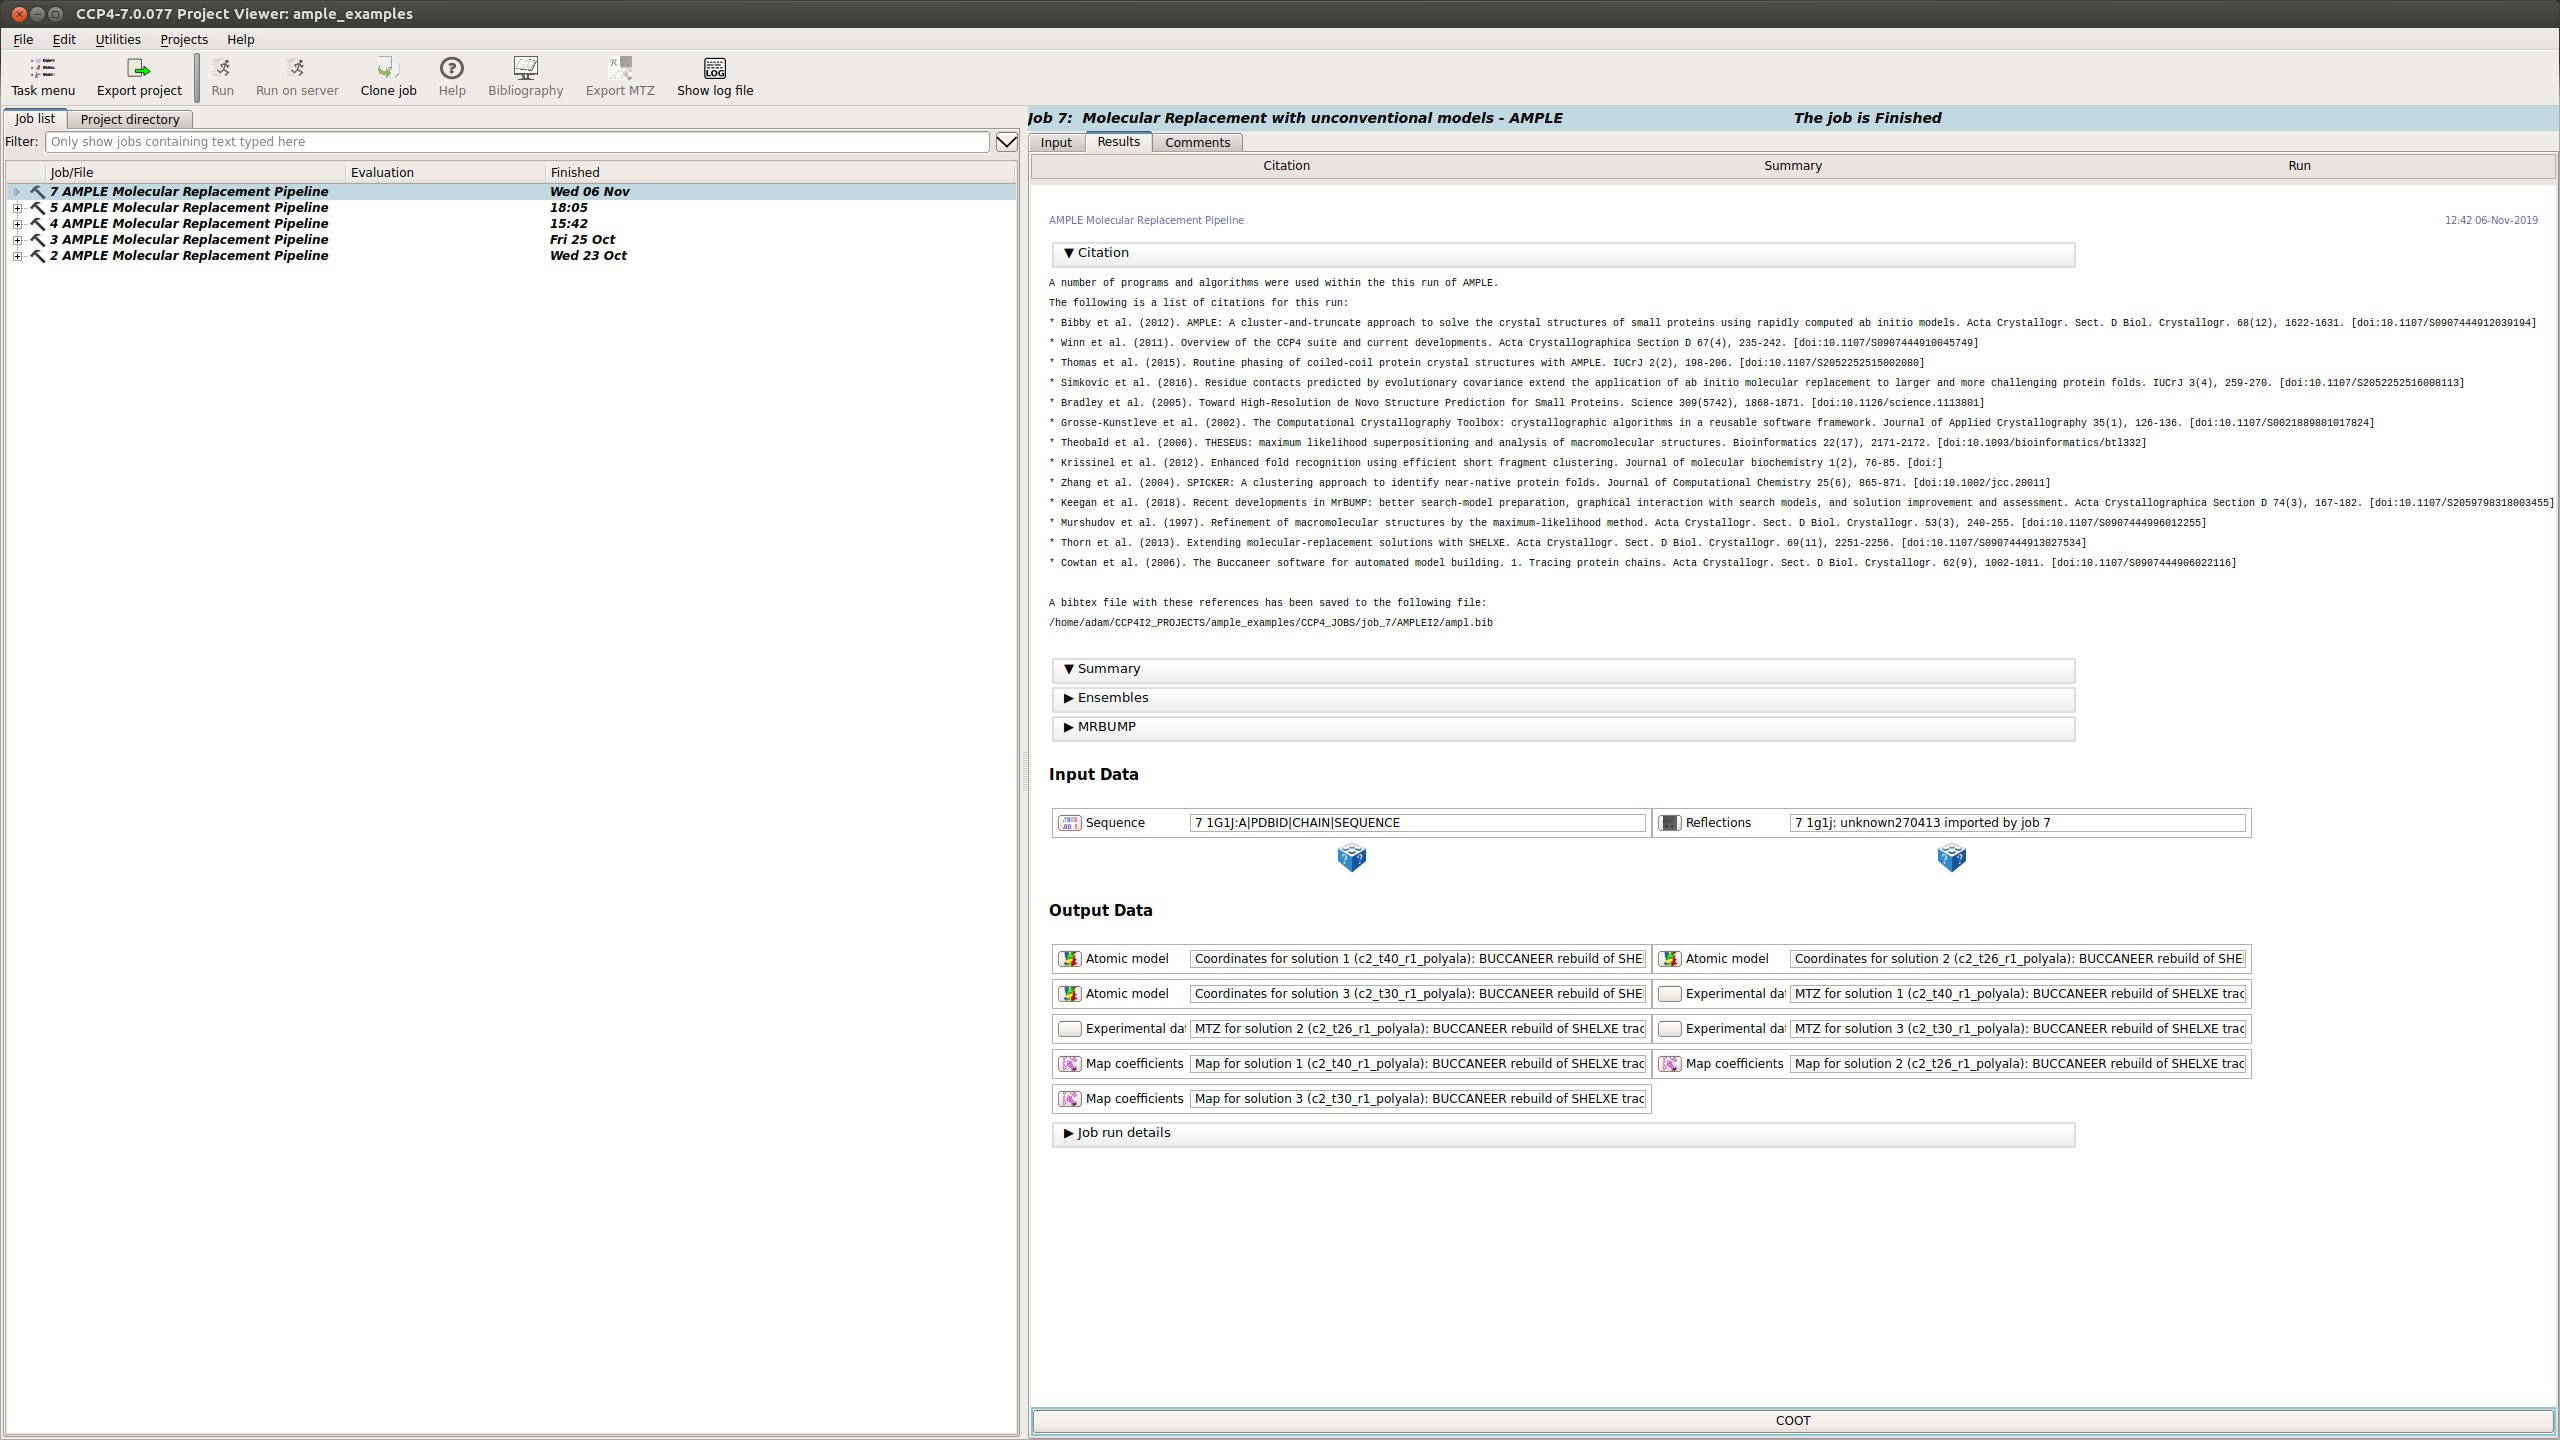 CCP4-7.0.077 Project Viewer: ample_examples
File Edit Utilities Projects Help
Task menu Export project Run Run on server Clone job Help Bibliography Export MTZ Show log file
Job list Project directory
Filter: Only show jobs containing text typed here
Job/File Evaluation Finished
7 AMPLE Molecular Replacement Pipeline Wed 06 Nov
5 AMPLE Molecular Replacement Pipeline 18:05
4 AMPLE Molecular Replacement Pipeline 15:42
3 AMPLE Molecular Replacement Pipeline Fri 25 Oct
2 AMPLE Molecular Replacement Pipeline Wed 23 Oct
Job 7: Molecular Replacement with unconventional models - AMPLE The job is Finished
Input Results Comments
Citation Summary Run
AMPLE Molecular Replacement Pipeline 12:42 06-Nov-2019
▼ Citation
A number of programs and algorithms were used within the this run of AMPLE.
The following is a list of citations for this run:
* Bibby et al. (2012). AMPLE: A cluster-and-truncate approach to solve the crystal structures of small proteins using rapidly computed ab initio models. Acta Crystallogr. Sect. D Biol. Crystallogr. 68(12), 1622-1631. [doi:10.1107/S0907444912039194]
* Winn et al. (2011). Overview of the CCP4 suite and current developments. Acta Crystallographica Section D 67(4), 235-242. [doi:10.1107/S0907444910045749]
* Thomas et al. (2015). Routine phasing of coiled-coil protein crystal structures with AMPLE. IUCrJ 2(2), 198-206. [doi:10.1107/S2052252515002080]
* Simkovic et al. (2016). Residue contacts predicted by evolutionary covariance extend the application of ab initio molecular replacement to larger and more challenging protein folds. IUCrJ 3(4), 259-270. [doi:10.1107/S2052252516008113]
* Bradley et al. (2005). Toward High-Resolution de Novo Structure Prediction for Small Proteins. Science 309(5742), 1868-1871. [doi:10.1126/science.1113801]
* Grosse-Kunstleve et al. (2002). The Computational Crystallography Toolbox: crystallographic algorithms in a reusable software framework. Journal of Applied Crystallography 35(1), 126-136. [doi:10.1107/S0021889801017824]
* Theobald et al. (2006). THESEUS: maximum likelihood superpositioning and analysis of macromolecular structures. Bioinformatics 22(17), 2171-2172. [doi:10.1093/bioinformatics/btl332]
* Krissinel et al. (2012). Enhanced fold recognition using efficient short fragment clustering. Journal of molecular biochemistry 1(2), 76-85. [doi:]
* Zhang et al. (2004). SPICKER: A clustering approach to identify near-native protein folds. Journal of Computational Chemistry 25(6), 865-871. [doi:10.1002/jcc.20011]
* Keegan et al. (2018). Recent developments in MrBUMP: better search-model preparation, graphical interaction with search models, and solution improvement and assessment. Acta Crystallographica Section D 74(3), 167-182. [doi:10.1107/S2059798318003455]
* Murshudov et al. (1997). Refinement of macromolecular structures by the maximum-likelihood method. Acta Crystallogr. Sect. D Biol. Crystallogr. 53(3), 240-255. [doi:10.1107/S0907444996012255]
* Thorn et al. (2013). Extending molecular-replacement solutions with SHELXE. Acta Crystallogr. Sect. D Biol. Crystallogr. 69(11), 2251-2256. [doi:10.1107/S0907444913027534]
* Cowtan et al. (2006). The Buccaneer software for automated model building. 1. Tracing protein chains. Acta Crystallogr. Sect. D Biol. Crystallogr. 62(9), 1002-1011. [doi:10.1107/S0907444906022116]
A bibtex file with these references has been saved to the following file:
/home/adam/CCP4I2_PROJECTS/ample_examples/CCP4_JOBS/job_7/AMPLEI2/ampl.bib
▼ Summary
▶ Ensembles
▶ MRBUMP
Input Data
Sequence 7 1G1J:A|PDBID|CHAIN|SEQUENCE Reflections 7 1g1j: unknown270413 imported by job 7
Output Data
Atomic model Coordinates for solution 1 (c2_t40_r1_polyala): BUCCANEER rebuild of SHE Atomic model Coordinates for solution 2 (c2_t26_r1_polyala): BUCCANEER rebuild of SHE
Atomic model Coordinates for solution 3 (c2_t30_r1_polyala): BUCCANEER rebuild of SHE Experimental dat MTZ for solution 1 (c2_t40_r1_polyala): BUCCANEER rebuild of SHELXE trac
Experimental dat MTZ for solution 2 (c2_t26_r1_polyala): BUCCANEER rebuild of SHELXE trac Experimental dat MTZ for solution 3 (c2_t30_r1_polyala): BUCCANEER rebuild of SHELXE trac
Map coefficients Map for solution 1 (c2_t40_r1_polyala): BUCCANEER rebuild of SHELXE trac Map coefficients Map for solution 2 (c2_t26_r1_polyala): BUCCANEER rebuild of SHELXE trac
Map coefficients Map for solution 3 (c2_t30_r1_polyala): BUCCANEER rebuild of SHELXE trac
▶ Job run details
COOT